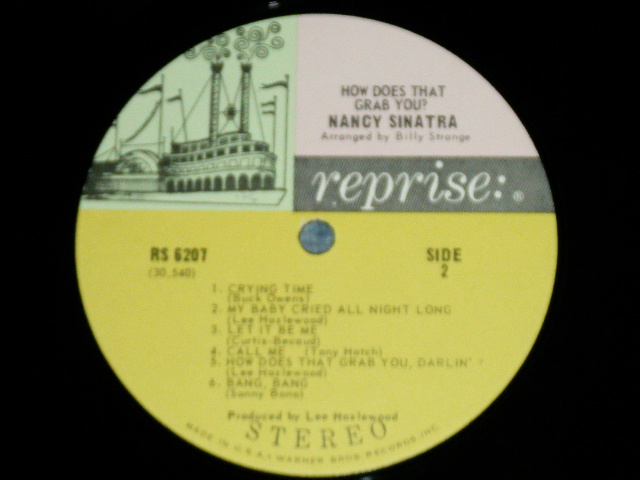 HOW DOES THAT
GRAB YOU?
NANCY SINATRA
Arranged by Billy Strange
reprise: ®
RS 6207
(30,540)
SIDE
2
1. CRYING TIME
(Buck Owens)
2. MY BABY CRIED ALL NIGHT LONG
(Lee Hazlewood)
3. LET IT BE ME
(Curtis-Becaud)
4. CALL ME (Tony Hatch)
5. HOW DOES THAT GRAB YOU, DARLIN'?
(Lee Hazlewood)
6. BANG, BANG
(Sonny Bono)
Produced by Lee Hazlewood
STEREO
MADE IN U.S.A. WARNER BROS. RECORDS INC.